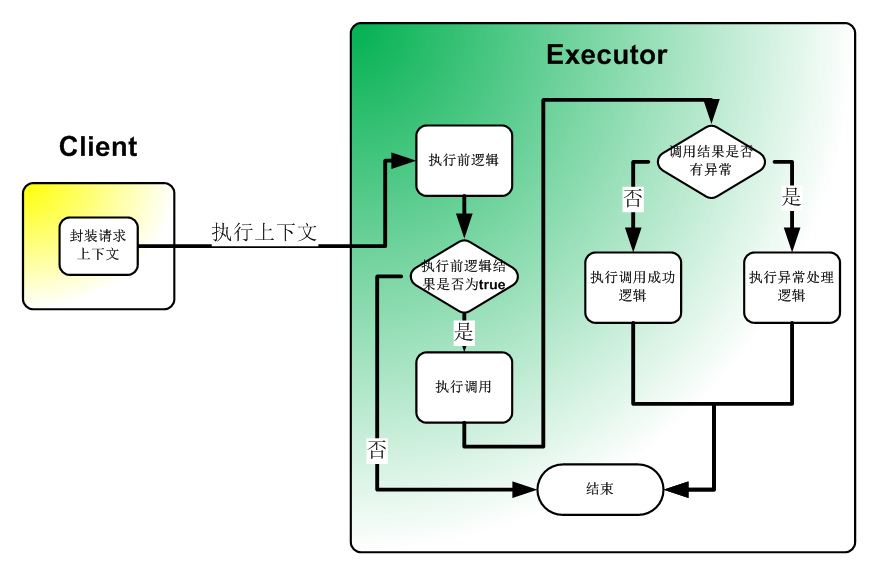 Executor
Client
封装请求
上下文
执行上下文
执行前逻辑
执行前逻辑结
果是否为true
是
执行调用
否
调用结果是否
有异常
否
是
执行调用成功
逻辑
执行异常处理
逻辑
结束